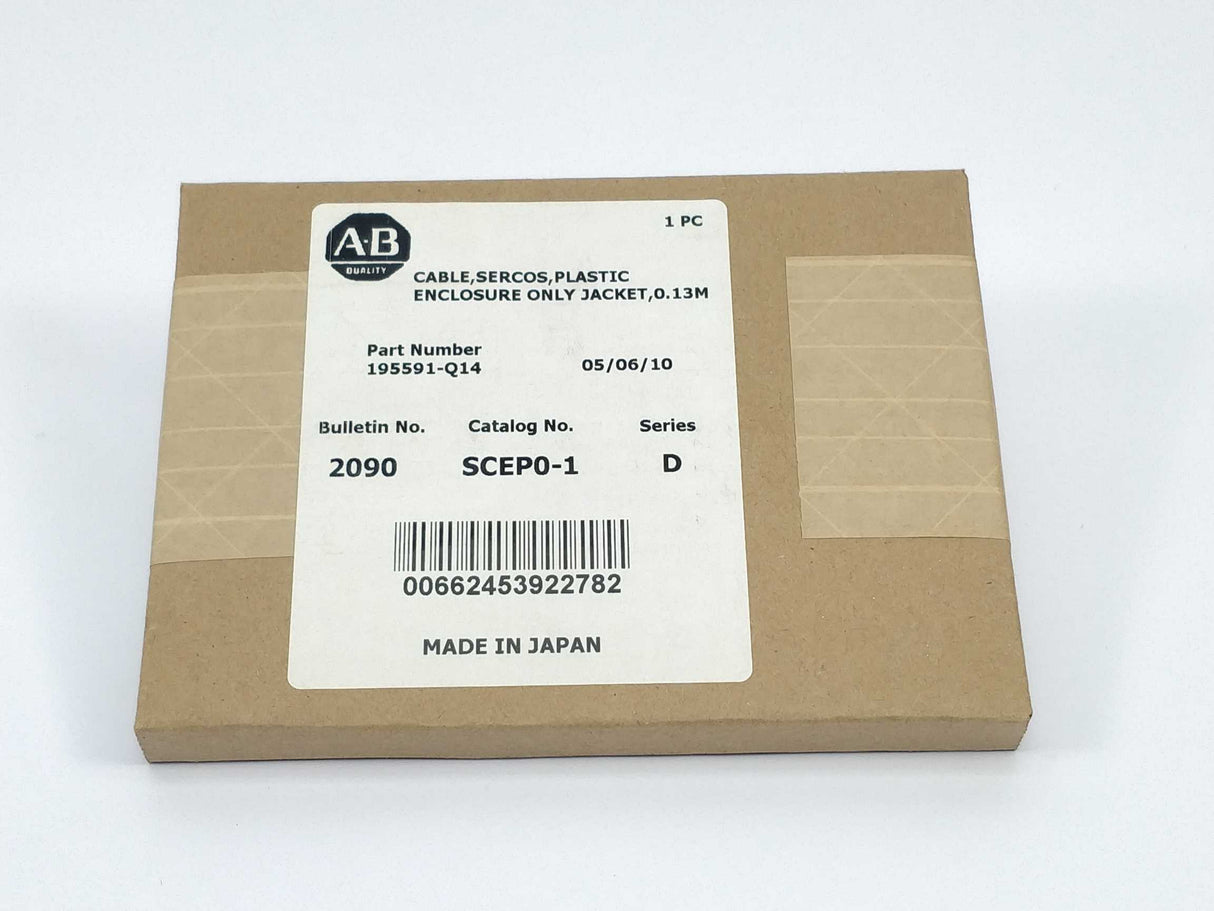 A·B
QUALITY
1 PC
CABLE,SERCOS,PLASTIC
ENCLOSURE ONLY JACKET,0.13M
Part Number
195591-Q14
05/06/10
Bulletin No. Catalog No. Series
2090 SCEP0-1 D
00662453922782
MADE IN JAPAN